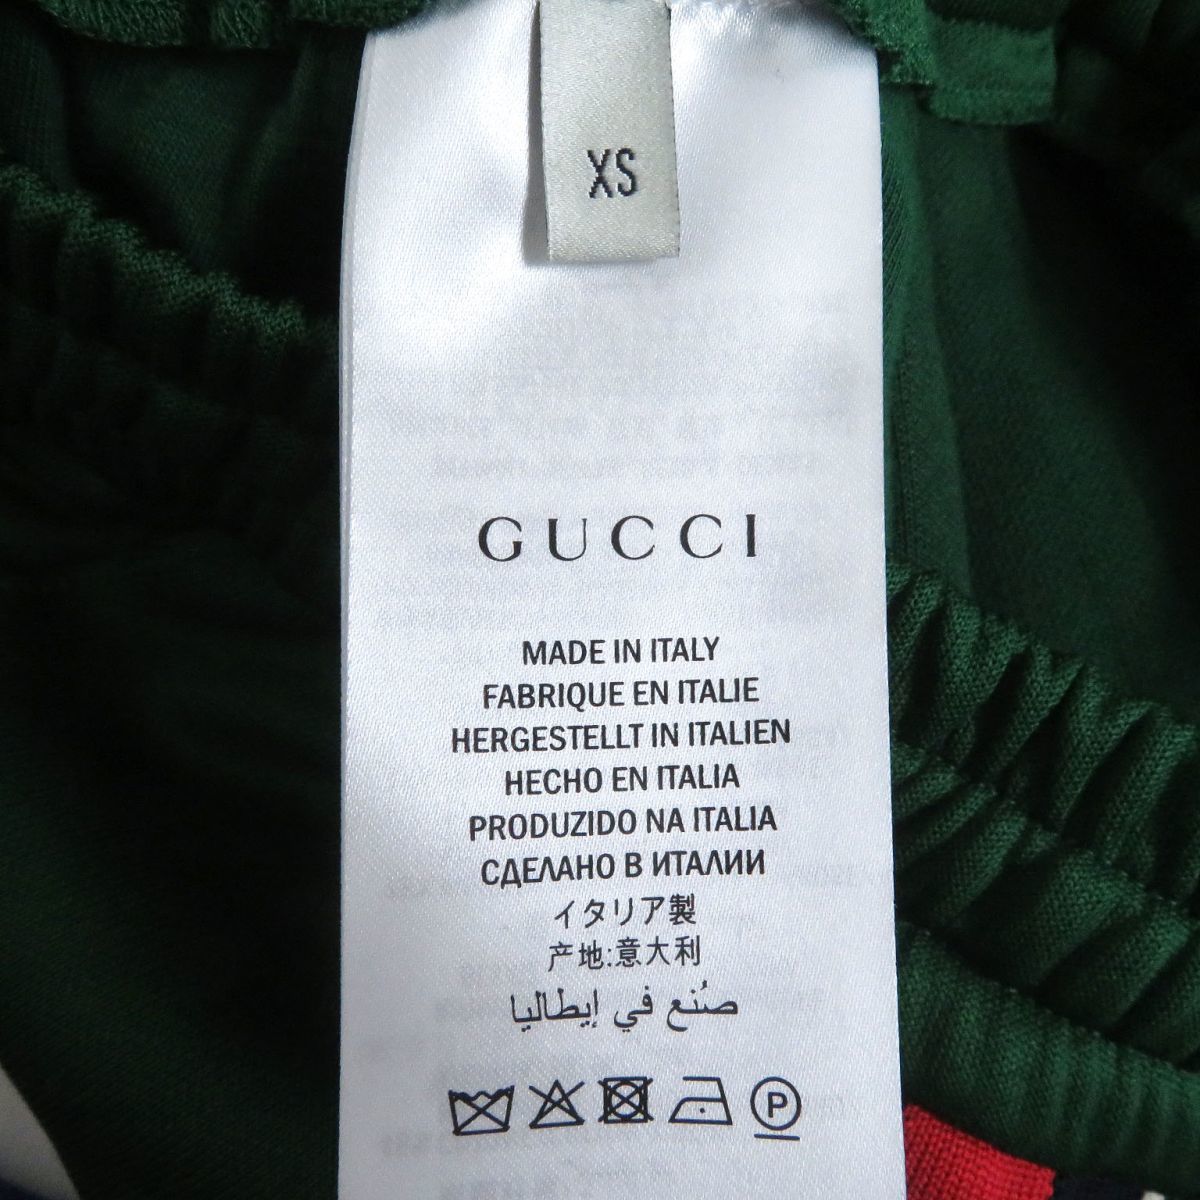 XS
GUCCI
MADE IN ITALY
FABRIQUE EN ITALIE
HERGESTELLT IN ITALIEN
HECHO EN ITALIA
PRODUZIDO NA ITALIA
СДЕЛАНО В ИТАЛИИ
イタリア製
产地:意大利
صُنع في إيطاليا
P